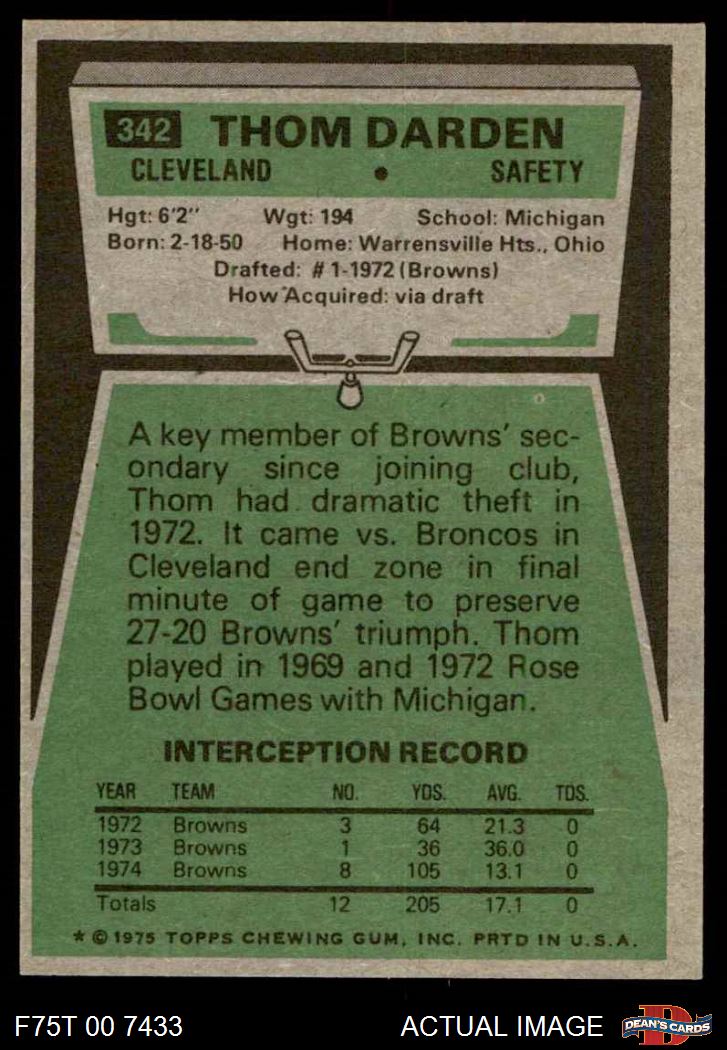 342 THOM DARDEN
CLEVELAND • SAFETY
Hgt: 6'2" Wgt: 194 School: Michigan
Born: 2-18-50 Home: Warrensville Hts., Ohio
Drafted: #1-1972 (Browns)
How Acquired: via draft
A key member of Browns' sec-
ondary since joining club,
Thom had dramatic theft in
1972. It came vs. Broncos in
Cleveland end zone in final
minute of game to preserve
27-20 Browns' triumph. Thom
played in 1969 and 1972 Rose
Bowl Games with Michigan.
INTERCEPTION RECORD
YEAR TEAM NO. YDS. AVG. TDS.
1972 Browns 3 64 21.3 0
1973 Browns 1 36 36.0 0
1974 Browns 8 105 13.1 0
Totals 12 205 17.1 0
* © 1975 TOPPS CHEWING GUM, INC. PRTD IN U.S.A.
F75T 00 7433 ACTUAL IMAGE D DEAN'S CARDS